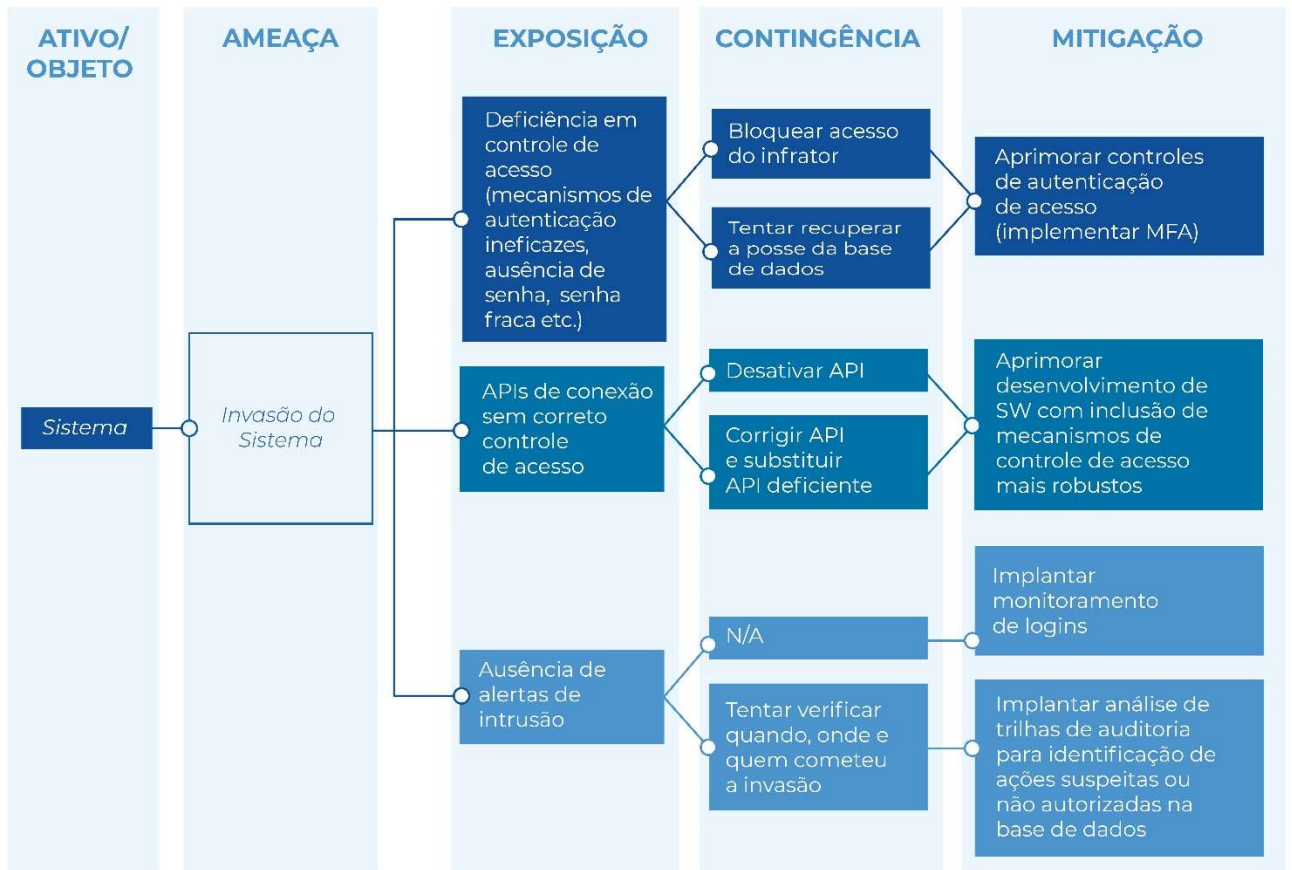 ATIVO/
OBJETO
AMEAÇA
EXPOSIÇÃO
CONTINGÊNCIA
MITIGAÇÃO
Sistema
Invasão do
Sistema
Deficiência em
controle de
acesso
(mecanismos de
autenticação
ineficazes,
ausência de
senha, senha
fraca etc.)
Bloquear acesso
do infrator
Tentar recuperar
a posse da base
de dados
Aprimorar controles
de autenticação
de acesso
(implementar MFA)
APIs de conexão
sem correto
controle
de acesso
Desativar API
Corrigir API
e substituir
API deficiente
Aprimorar
desenvolvimento de
SW com inclusão de
mecanismos de
controle de acesso
mais robustos
Ausência de
alertas de
intrusão
N/A
Tentar verificar
quando, onde e
quem cometeu
a invasão
Implantar
monitoramento
de logins
Implantar análise de
trilhas de auditoria
para identificação de
ações suspeitas ou
não autorizadas na
base de dados